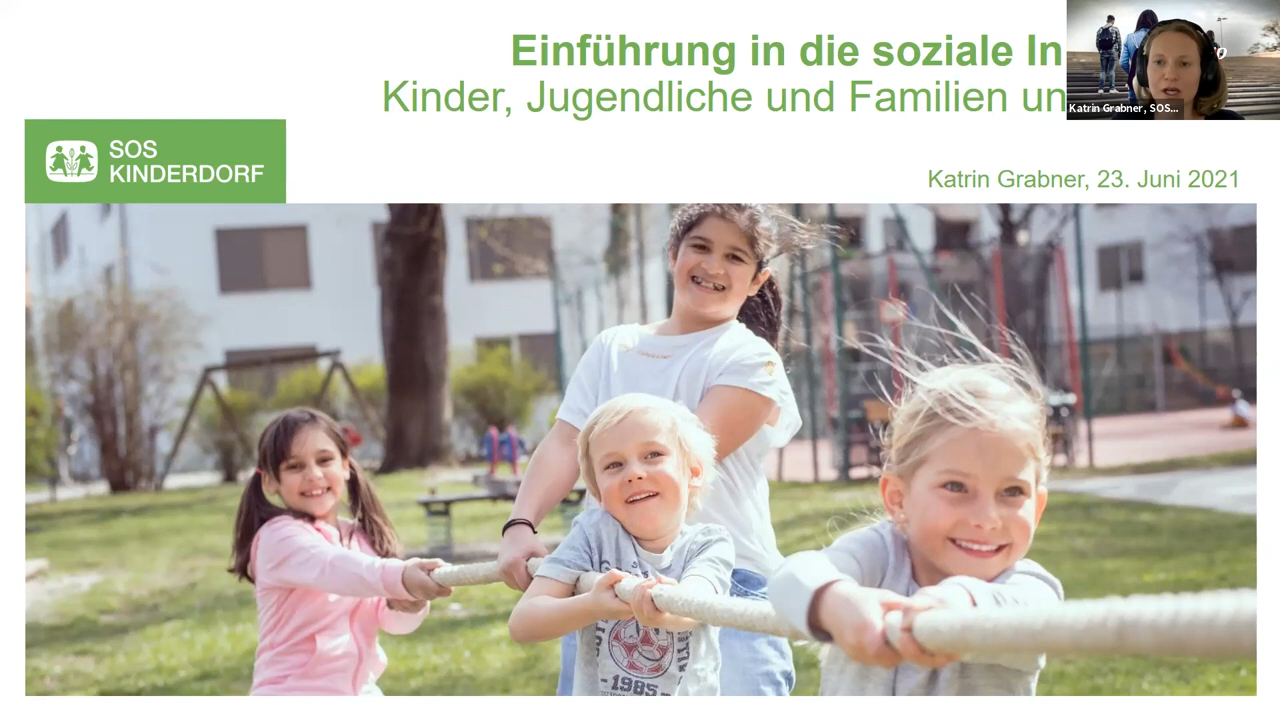 Einführung in die soziale In
Kinder, Jugendliche und Familien un
Katrin Grabner, SOS...
SOS
KINDERDORF
Katrin Grabner, 23. Juni 2021
-1985-